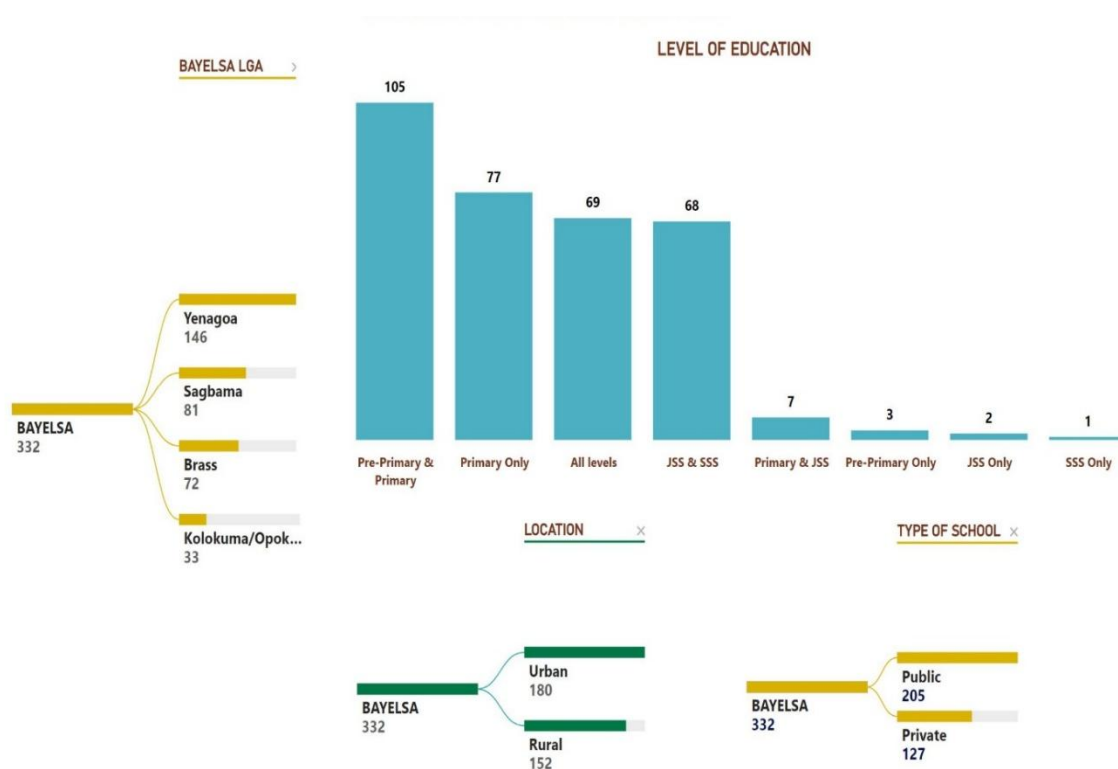 LEVEL OF EDUCATION
BAYELSA LGA
105
77
69
68
7
3
2
1
Pre-Primary &
Primary
Primary Only
All levels
JSS & SSS
Primary & JSS
Pre-Primary Only
JSS Only
SSS Only
BAYELSA
332
Yenagoa
146
Sagbama
81
Brass
72
Kolokuma/Opok...
33
LOCATION
BAYELSA
332
Urban
180
Rural
152
TYPE OF SCHOOL
BAYELSA
332
Public
205
Private
127